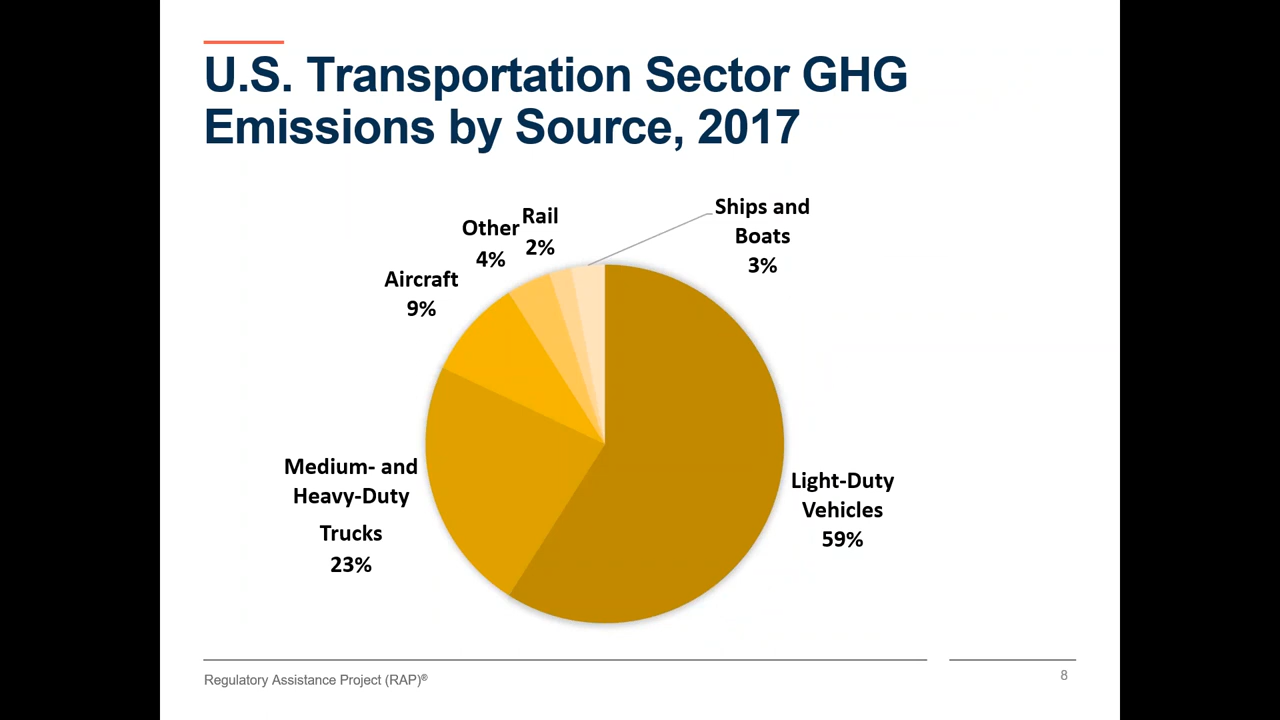 U.S. Transportation Sector GHG
Emissions by Source, 2017
Ships and
Boats
3%
Rail
2%
Other
4%
Aircraft
9%
Medium- and
Heavy-Duty
Trucks
23%
Light-Duty
Vehicles
59%
Regulatory Assistance Project (RAP)®
8